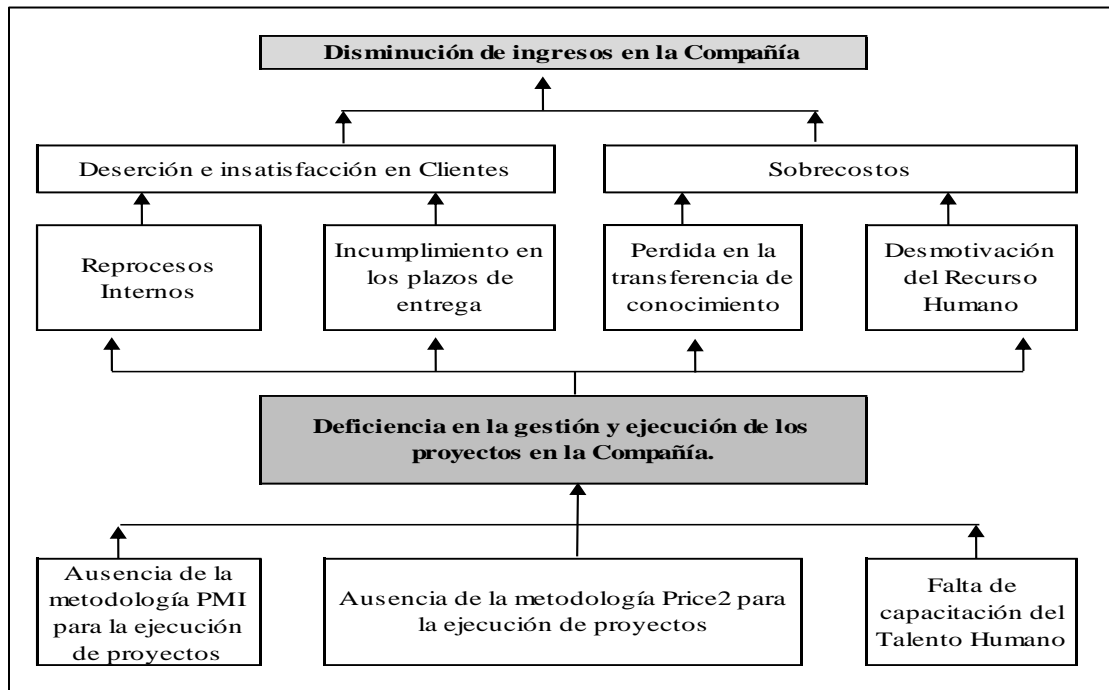 Disminución de ingresos en la Compañía
Deserción e insatisfacción en Clientes
Sobrecostos
Reprocesos
Internos
Incumplimiento en
los plazos de
entrega
Perdida en la
transferencia de
conocimiento
Desmotivación
del Recurso
Humano
Deficiencia en la gestión y ejecución de los
proyectos en la Compañía.
Ausencia de la
metodología PMI
para la ejecución
de proyectos
Ausencia de la metodología Price2 para
la ejecución de proyectos
Falta de
capacitación del
Talento Humano